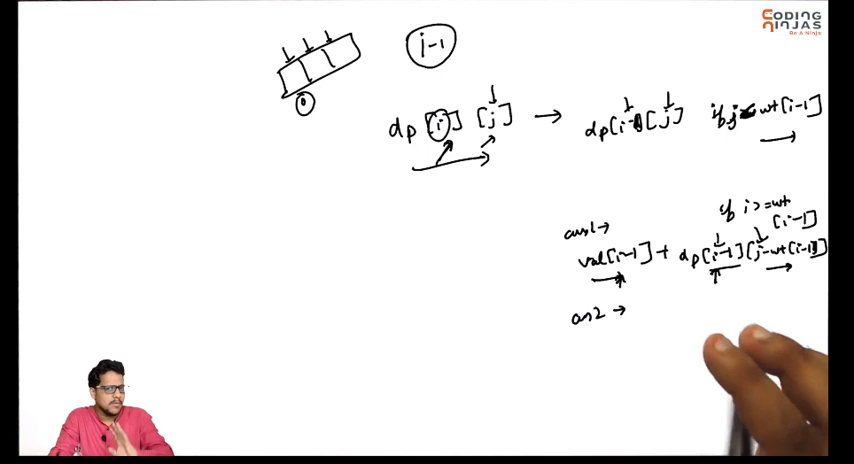 CODING
NINJAS
Be A Ninja
i-1
0
dp [i] [j] → dp[i-1][j] if j < wt[i-1]
if j >= wt
[i-1]
ans1 →
val[i-1] + dp[i-1][j-wt[i-1]]
ans2 →